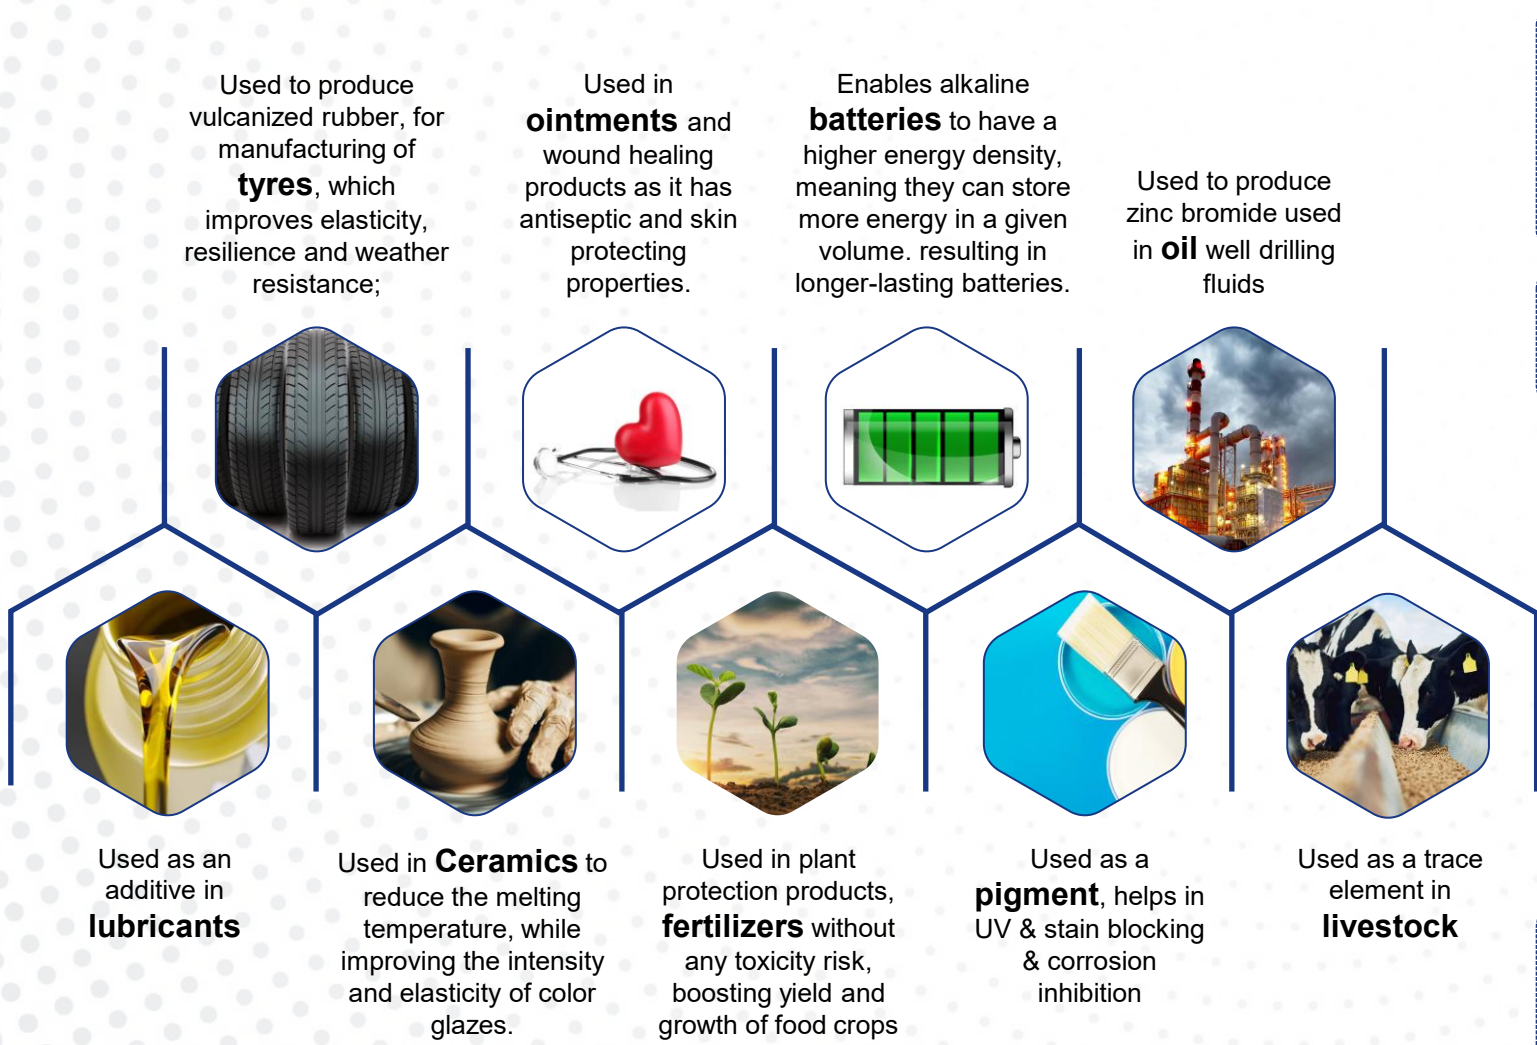 Used to produce
vulcanized rubber, for
manufacturing of
tyres, which
improves elasticity,
resilience and weather
resistance;
Used in
ointments and
wound healing
products as it has
antiseptic and skin
protecting
properties.
Enables alkaline
batteries to have a
higher energy density,
meaning they can store
more energy in a given
volume. resulting in
longer-lasting batteries.
Used to produce
zinc bromide used
in oil well drilling
fluids
Used as an
additive in
lubricants
Used in Ceramics to
reduce the melting
temperature, while
improving the intensity
and elasticity of color
glazes.
Used in plant
protection products,
fertilizers without
any toxicity risk,
boosting yield and
growth of food crops
Used as a
pigment, helps in
UV & stain blocking
& corrosion
inhibition
Used as a trace
element in
livestock